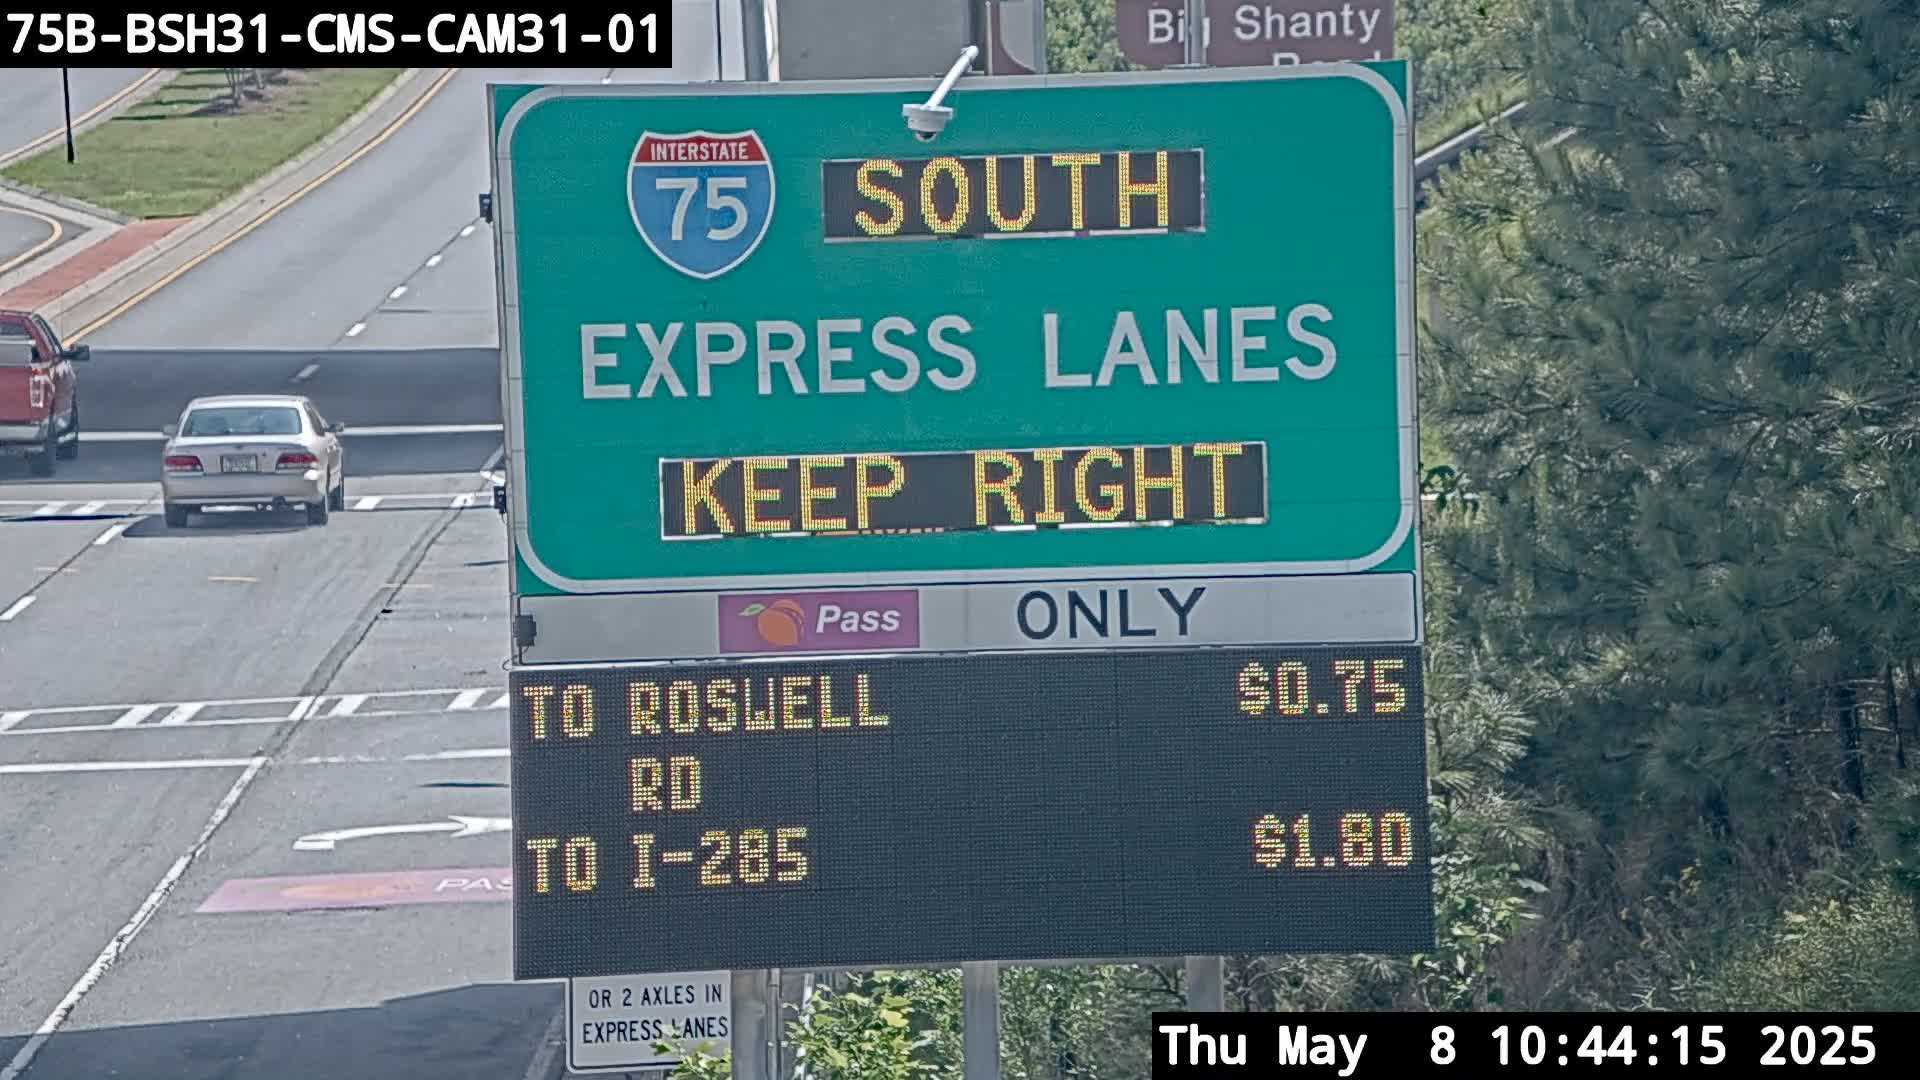 75B-BSH31-CMS-CAM31-01
Big Shanty
Road
INTERSTATE
75
SOUTH
EXPRESS LANES
KEEP RIGHT
Pass ONLY
TO ROSWELL $0.75
RD
TO I-285 $1.80
PAS
OR 2 AXLES IN
EXPRESS LANES
Thu May 8 10:44:15 2025